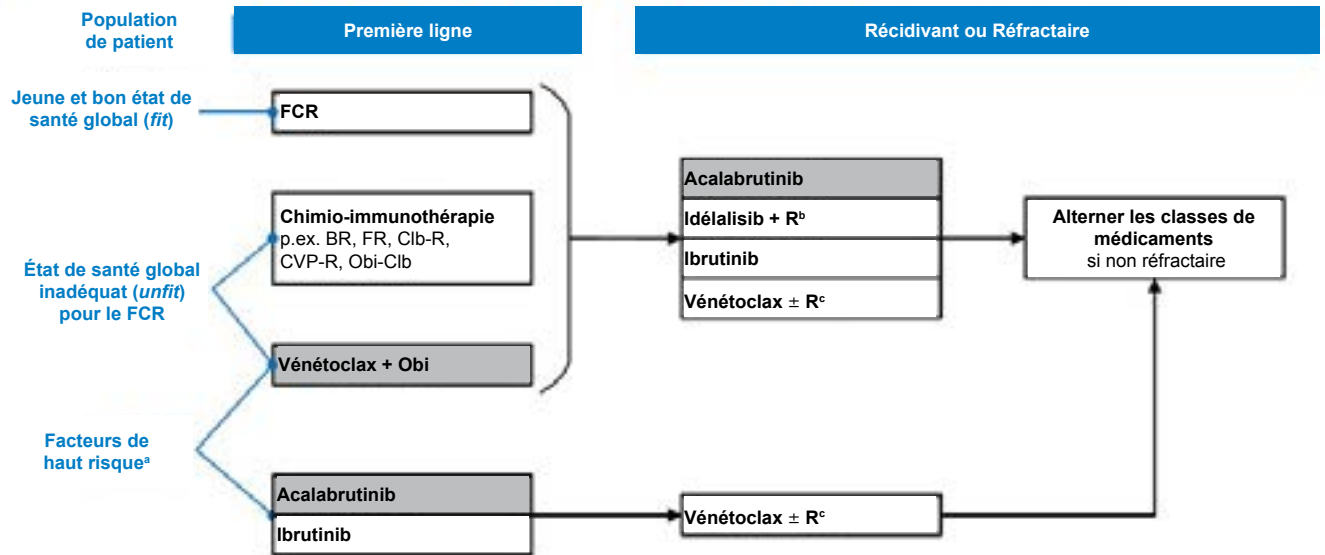 Population
de patient
Première ligne
Récidivant ou Réfractaire
Jeune et bon état de
santé global (fit)
FCR
Chimio-immunothérapie
p.ex. BR, FR, Clb-R,
CVP-R, Obi-Clb
État de santé global
inadéquat (unfit)
pour le FCR
Vénétoclax + Obi
Facteurs de
haut risqueᵃ
Acalabrutinib
Ibrutinib
Acalabrutinib
Idélalisib + Rᵇ
Ibrutinib
Vénétoclax ± Rᶜ
Vénétoclax ± Rᶜ
Alterner les classes de
médicaments
si non réfractaire